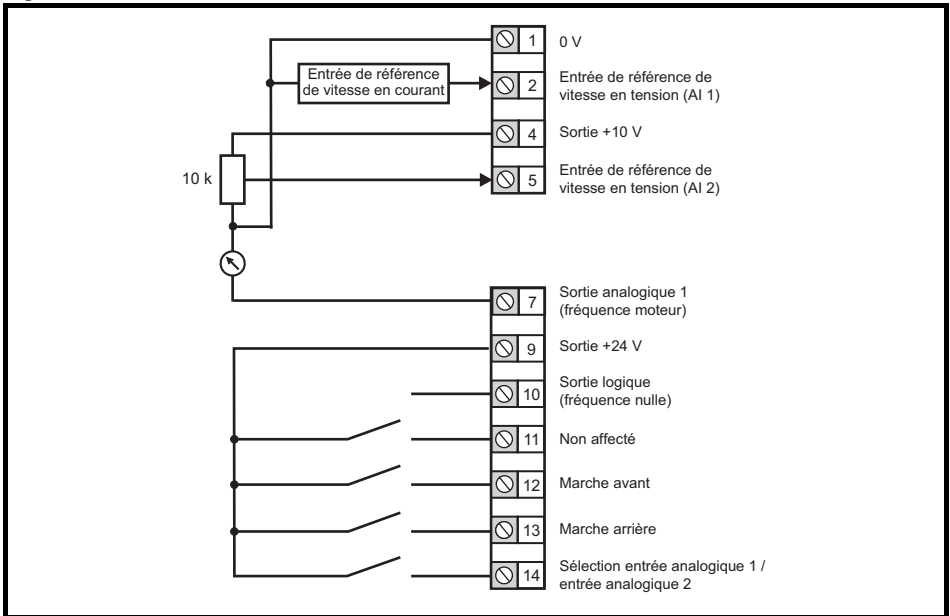 1 0 V
Entrée de référence
de vitesse en courant
2 Entrée de référence de
vitesse en tension (AI 1)
4 Sortie +10 V
10 k
5 Entrée de référence de
vitesse en tension (AI 2)
7 Sortie analogique 1
(fréquence moteur)
9 Sortie +24 V
10 Sortie logique
(fréquence nulle)
11 Non affecté
12 Marche avant
13 Marche arrière
14 Sélection entrée analogique 1 /
entrée analogique 2